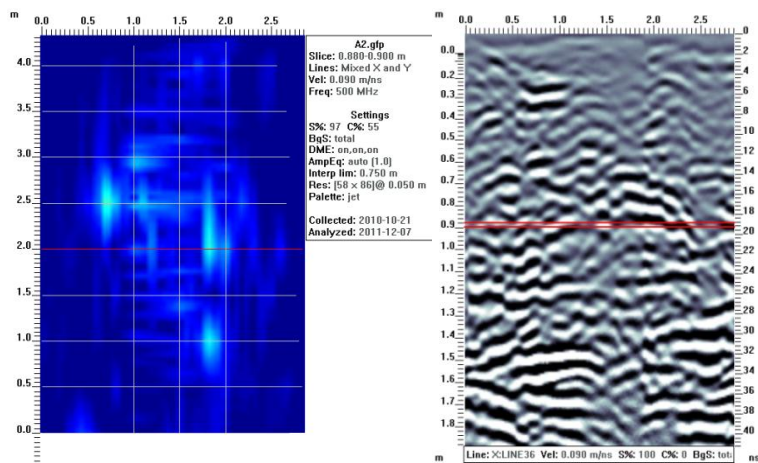 m 0.0 1.0 2.0
4.0
3.5
3.0
2.5
2.0
1.5
1.0
0.5
0.0
0.0 0.5 1.0 1.5 2.0 2.5
A2.gfp
Slice: 0.880-0.900 m
Lines: Mixed X and Y
Vel: 0.090 m/ns
Freq: 500 MHz
Settings
S%: 97 C%: 55
BgS: total
DME: on,on,on
AmpEq: auto (1.0)
Interp lim: 0.750 m
Res: [58 x 86]@ 0.050 m
Palette: jet
Collected: 2010-10-21
Analyzed: 2011-12-07
m 0.0 0.5 1.0 1.5 2.0 2.5 ns
0.0
0.2
0.3
0.4
0.5
0.6
0.7
0.8
0.9
1.0
1.1
1.2
1.3
1.4
1.5
1.6
1.7
1.8
m
0
2
4
6
8
10
12
14
16
18
20
22
24
26
28
30
32
34
36
38
40
ns
Line: X:LINE36 Vel: 0.090 m/ns S%: 100 C%: 0 BgS: